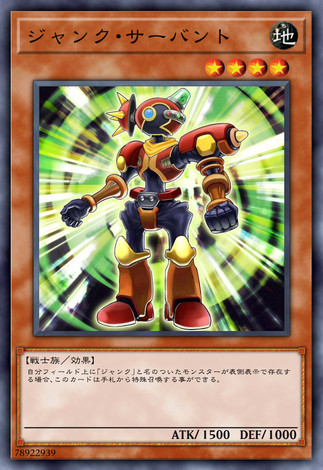 ジャンク・サーバント
地
【戦士族／効果】
自分フィールド上に「ジャンク」と名のついたモンスターが表側表示で存在す
る場合、このカードは手札から特殊召喚する事ができる。
ATK/1500 DEF/1000
78922939